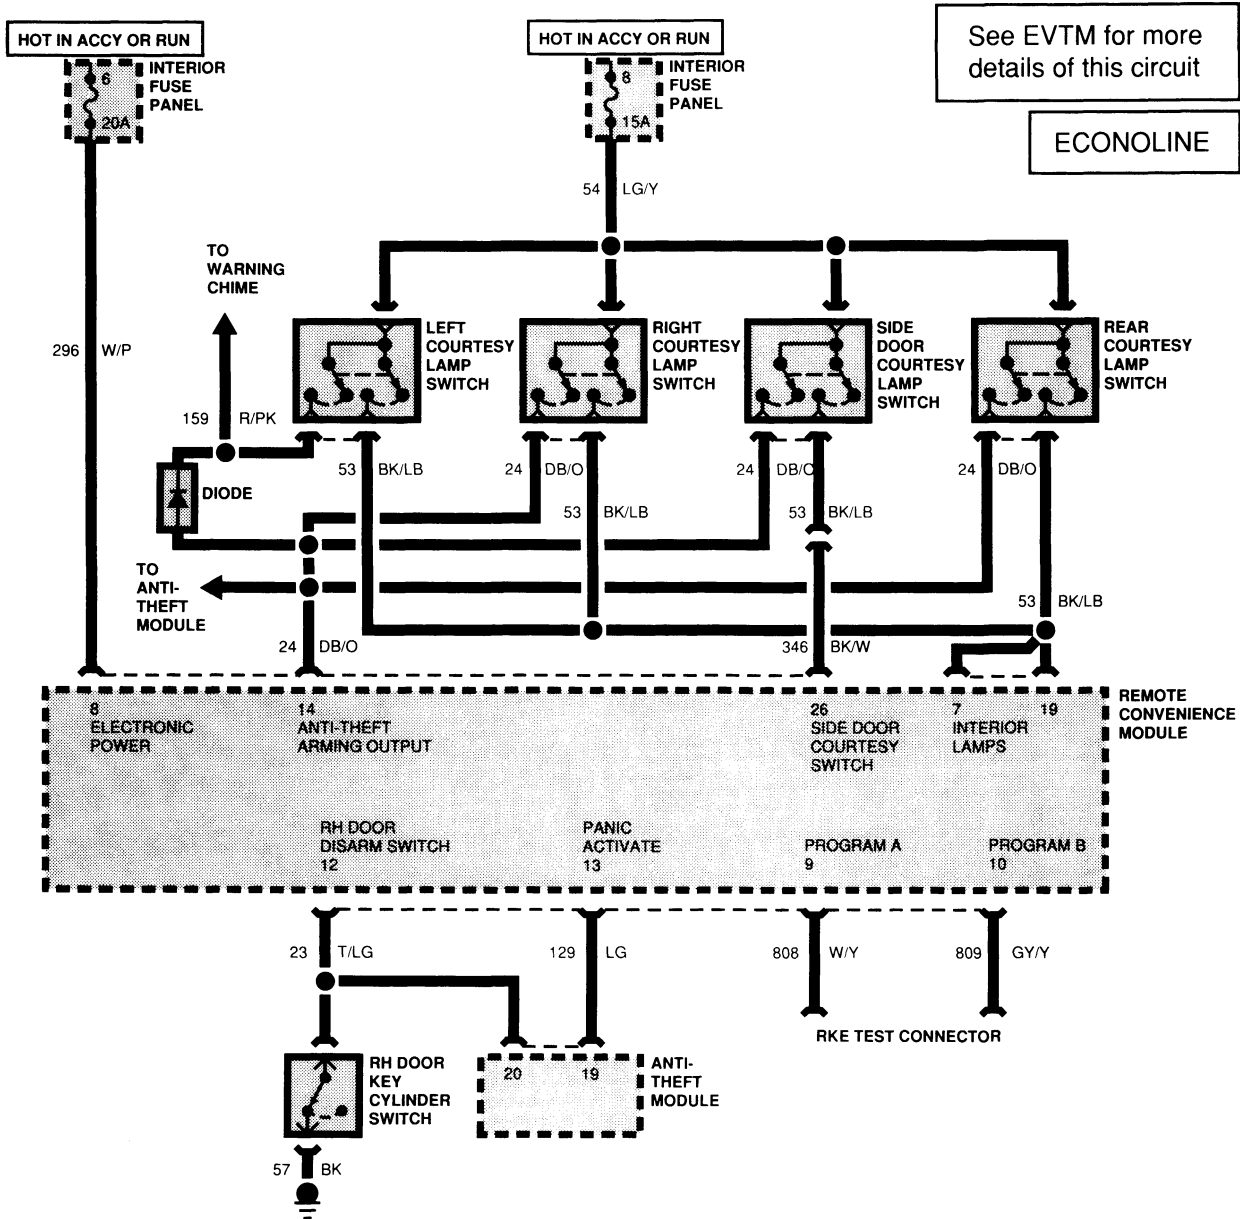 HOT IN ACCY OR RUN
HOT IN ACCY OR RUN
See EVTM for more
details of this circuit
ECONOLINE
6
20A
INTERIOR
FUSE
PANEL
8
15A
INTERIOR
FUSE
PANEL
54 LG/Y
TO
WARNING
CHIME
296 W/P
LEFT
COURTESY
LAMP
SWITCH
RIGHT
COURTESY
LAMP
SWITCH
SIDE
DOOR
COURTESY
LAMP
SWITCH
REAR
COURTESY
LAMP
SWITCH
159 R/PK
53 BK/LB
24 DB/O
24 DB/O
24 DB/O
DIODE
53 BK/LB
53 BK/LB
TO
ANTI-
THEFT
MODULE
53 BK/LB
24 DB/O
346 BK/W
8
ELECTRONIC
POWER
14
ANTI-THEFT
ARMING OUTPUT
26
SIDE DOOR
COURTESY
SWITCH
7 19
INTERIOR
LAMPS
REMOTE
CONVENIENCE
MODULE
RH DOOR
DISARM SWITCH
12
PANIC
ACTIVATE
13
PROGRAM A
9
PROGRAM B
10
23 T/LG
129 LG
808 W/Y
809 GY/Y
RKE TEST CONNECTOR
RH DOOR
KEY
CYLINDER
SWITCH
20 19
ANTI-
THEFT
MODULE
57 BK